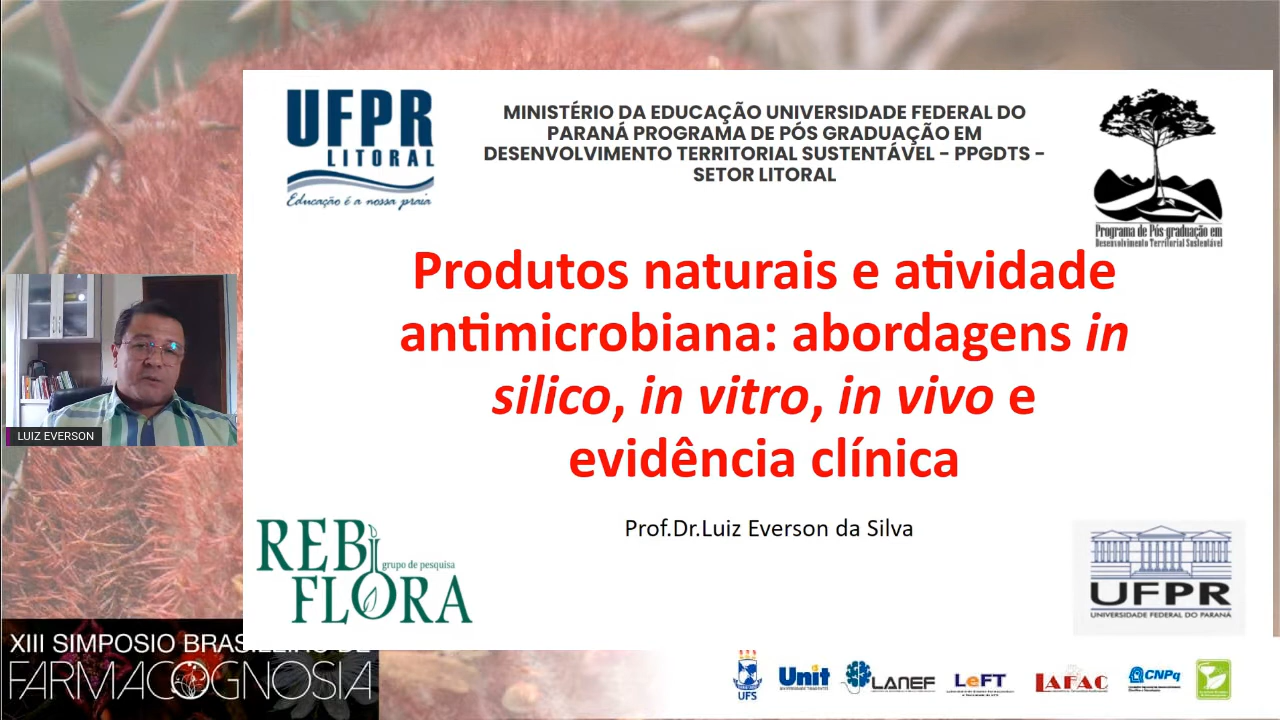 UFPR
LITORAL
Educação é a nossa praia
MINISTÉRIO DA EDUCAÇÃO UNIVERSIDADE FEDERAL DO
PARANÁ PROGRAMA DE PÓS GRADUAÇÃO EM
DESENVOLVIMENTO TERRITORIAL SUSTENTÁVEL - PPGDTS -
SETOR LITORAL
Programa de Pós graduação em
Desenvolvimento Territorial Sustentável
Produtos naturais e atividade
antimicrobiana: abordagens in
silico, in vitro, in vivo e
evidência clínica
LUIZ EVERSON
Prof.Dr.Luiz Everson da Silva
REBI
grupo de pesquisa
FLORA
UFPR
UNIVERSIDADE FEDERAL DO PARANÁ
XIII SIMPOSIO BRASILEIRO DE
FARMACOGNOSIA
UFS
Unit
LANEF
LeFT
LAFAC
CNPq